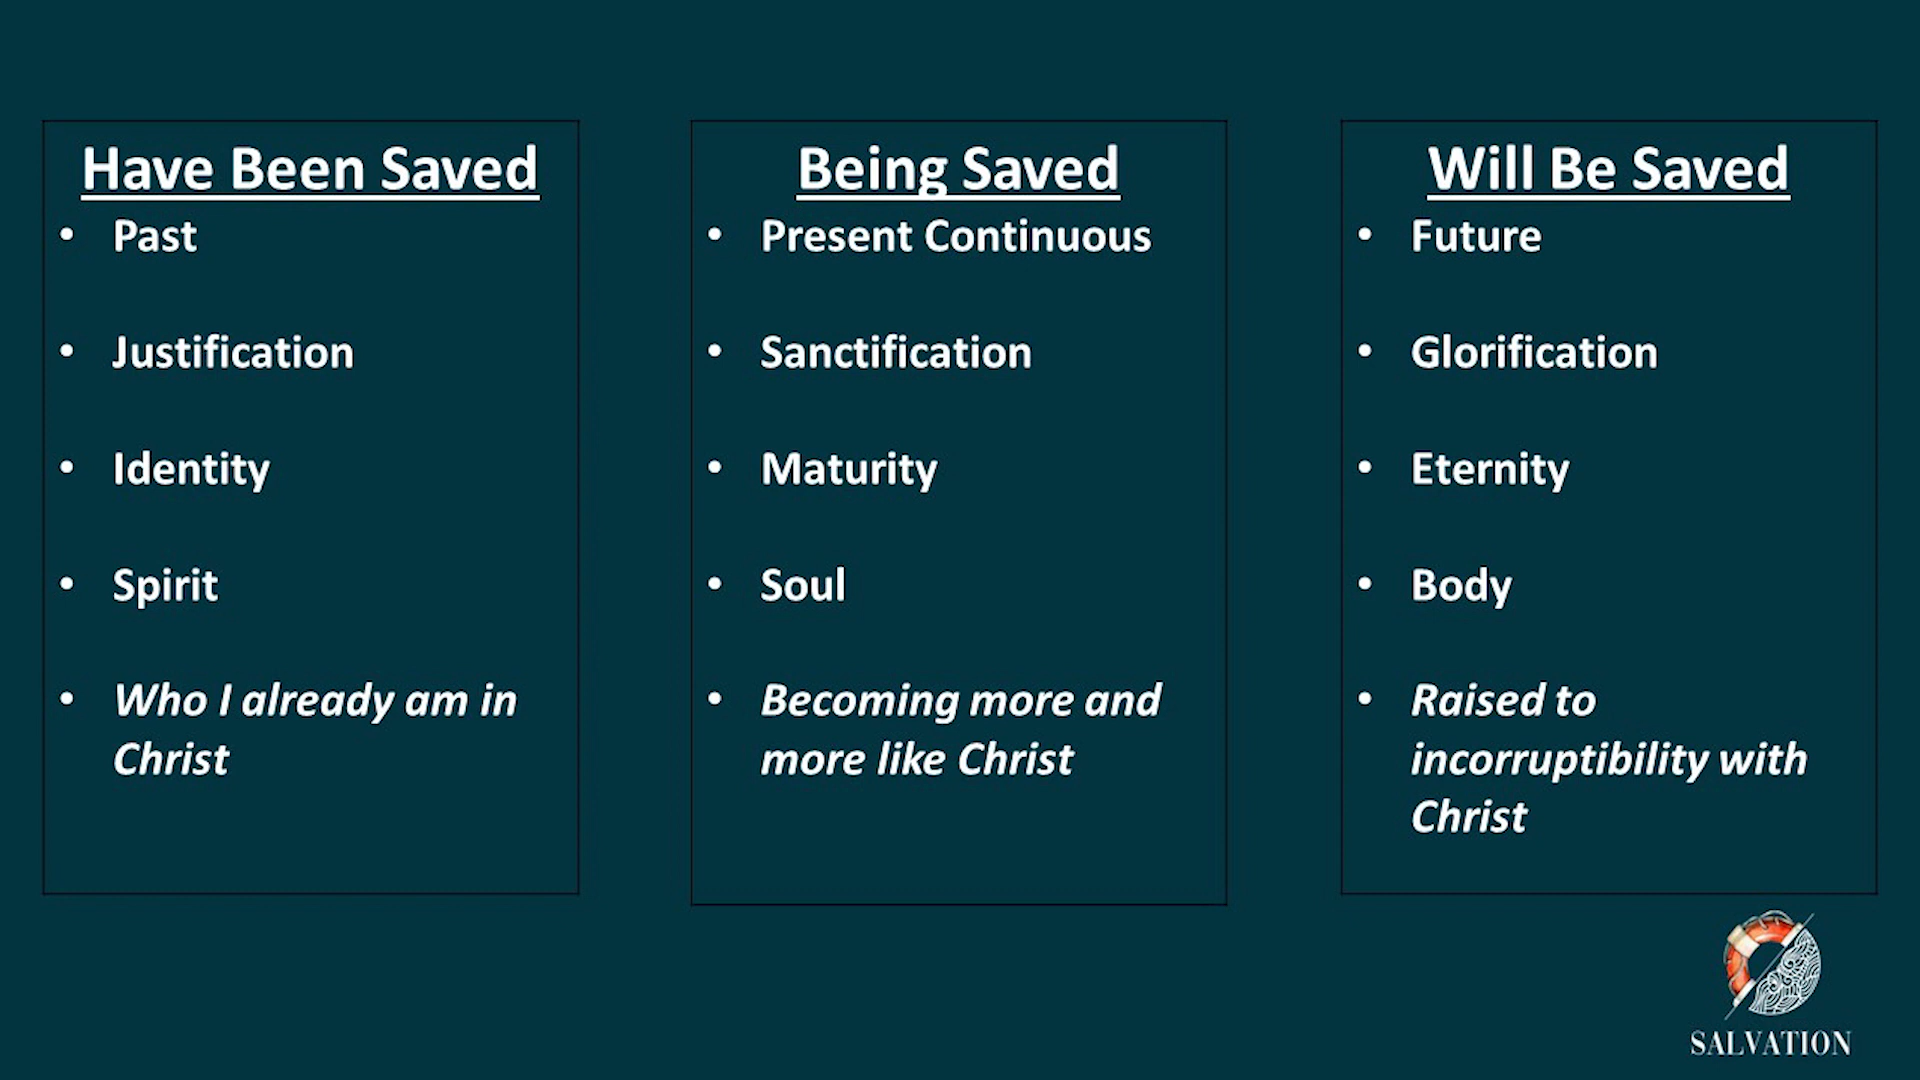 Have Been Saved
• Past
• Justification
• Identity
• Spirit
• Who I already am in
Christ
Being Saved
• Present Continuous
• Sanctification
• Maturity
• Soul
• Becoming more and
more like Christ
Will Be Saved
• Future
• Glorification
• Eternity
• Body
• Raised to
incorruptibility with
Christ
SALVATION